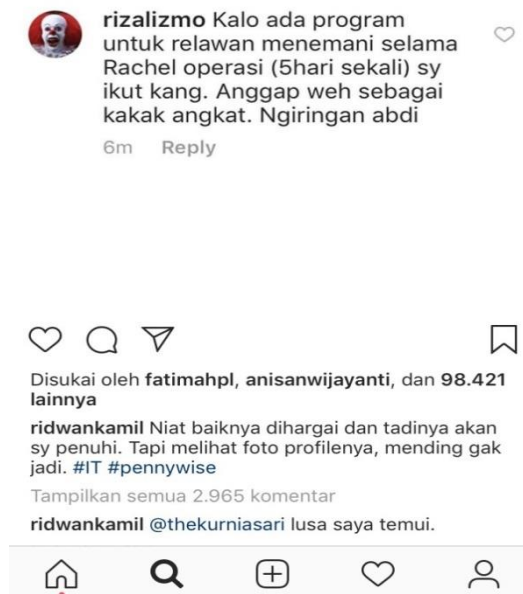 rizalizmo Kalo ada program
untuk relawan menemani selama
Rachel operasi (5hari sekali) sy
ikut kang. Anggap weh sebagai
kakak angkat. Ngiringan abdi
6m Reply
Disukai oleh fatimahpl, anisanwijayanti, dan 98.421
lainnya
ridwankamil Niat baiknya dihargai dan tadinya akan
sy penuhi. Tapi melihat foto profilenya, mending gak
jadi. #IT #pennywise
Tampilkan semua 2.965 komentar
ridwankamil @thekurniasari lusa saya temui.